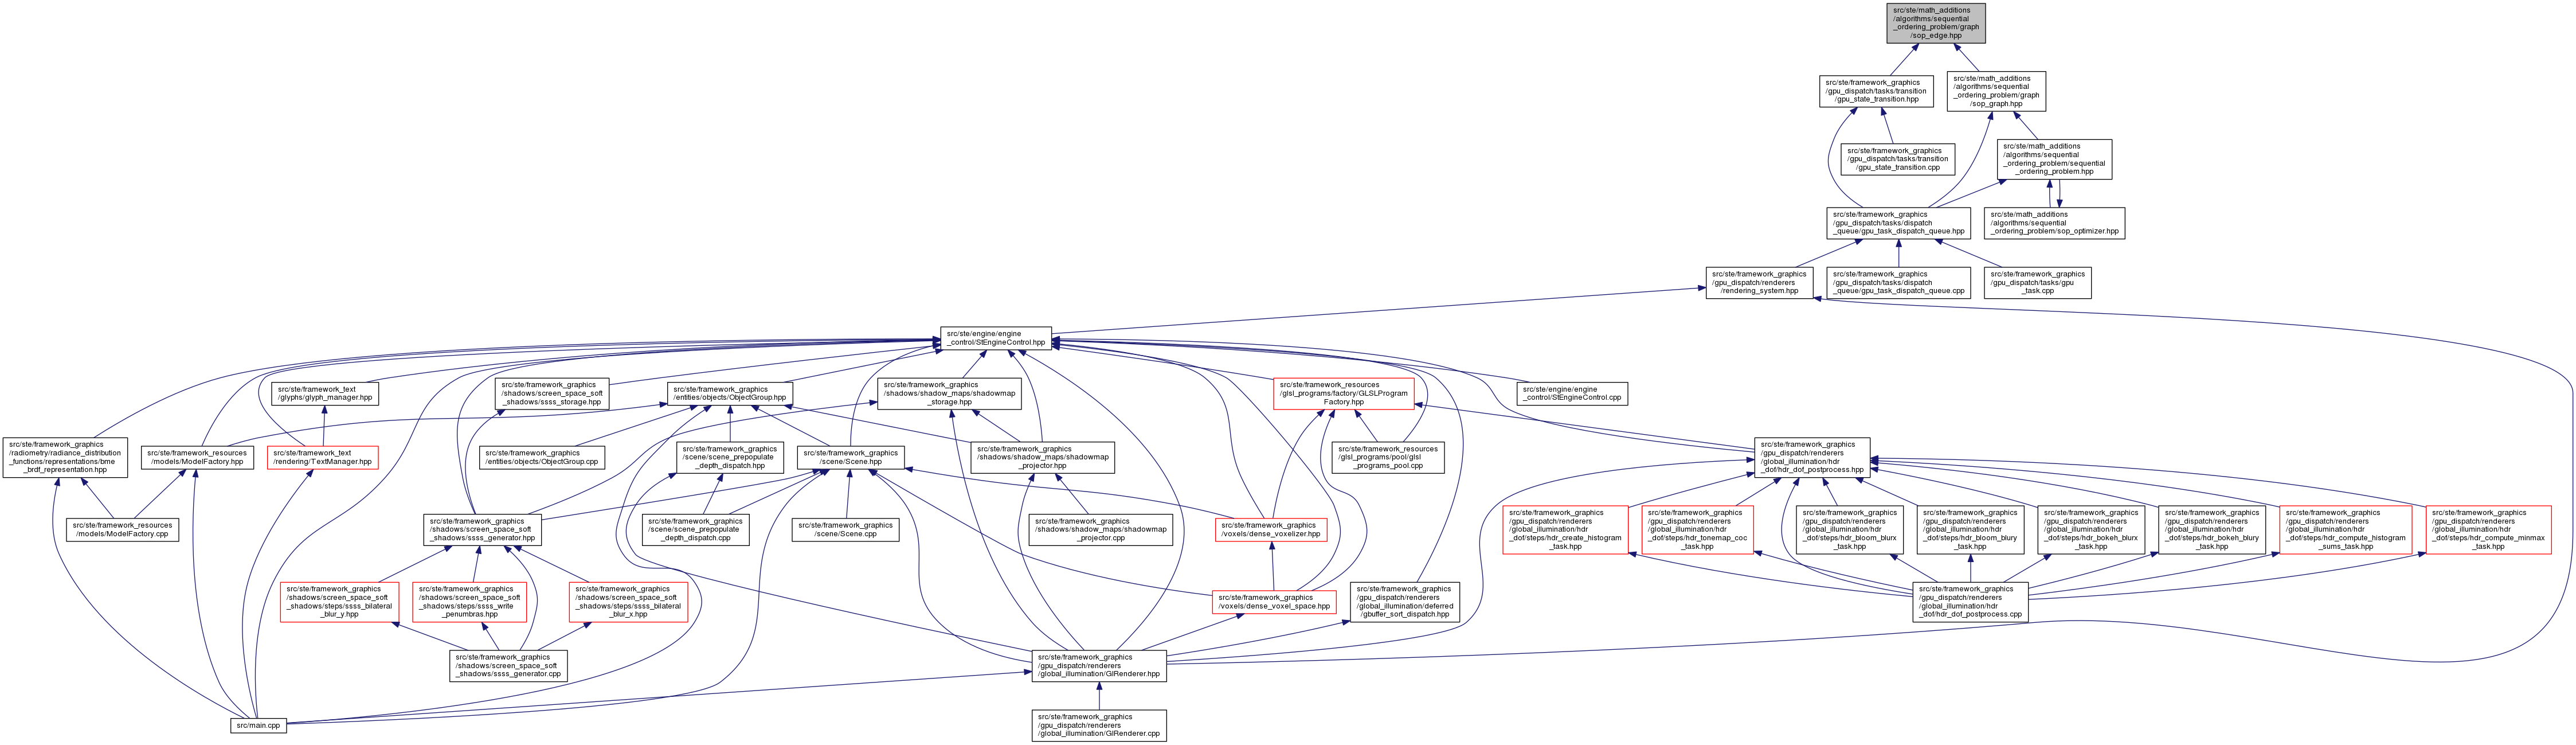 src/ste/math_additions
/algorithms/sequential
_ordering_problem/graph
/sop_edge.hpp
src/ste/framework_graphics
/gpu_dispatch/tasks/transition
/gpu_state_transition.hpp
src/ste/math_additions
/algorithms/sequential
_ordering_problem/graph
/sop_graph.hpp
src/ste/framework_graphics
/gpu_dispatch/tasks/transition
/gpu_state_transition.cpp
src/ste/math_additions
/algorithms/sequential
_ordering_problem/sequential
_ordering_problem.hpp
src/ste/framework_graphics
/gpu_dispatch/tasks/dispatch
_queue/gpu_task_dispatch_queue.hpp
src/ste/math_additions
/algorithms/sequential
_ordering_problem/sop_optimizer.hpp
src/ste/framework_graphics
/gpu_dispatch/renderers
/rendering_system.hpp
src/ste/framework_graphics
/gpu_dispatch/tasks/dispatch
_queue/gpu_task_dispatch_queue.cpp
src/ste/framework_graphics
/gpu_dispatch/tasks/gpu
_task.cpp
src/ste/engine/engine
_control/StEngineControl.hpp
src/ste/framework_text
/glyphs/glyph_manager.hpp
src/ste/framework_graphics
/shadows/screen_space_soft
_shadows/ssss_storage.hpp
src/ste/framework_graphics
/entities/objects/ObjectGroup.hpp
src/ste/framework_graphics
/shadows/shadow_maps/shadowmap
_storage.hpp
src/ste/framework_resources
/glsl_programs/factory/GLSLProgram
Factory.hpp
src/ste/engine/engine
_control/StEngineControl.cpp
src/ste/framework_graphics
/radiometry/radiance_distribution
_functions/representations/bme
_brdf_representation.hpp
src/ste/framework_resources
/models/ModelFactory.hpp
src/ste/framework_text
/rendering/TextManager.hpp
src/ste/framework_graphics
/entities/objects/ObjectGroup.cpp
src/ste/framework_graphics
/scene/scene_prepopulate
_depth_dispatch.hpp
src/ste/framework_graphics
/scene/Scene.hpp
src/ste/framework_graphics
/shadows/shadow_maps/shadowmap
_projector.hpp
src/ste/framework_resources
/glsl_programs/pool/glsl
_programs_pool.cpp
src/ste/framework_graphics
/gpu_dispatch/renderers
/global_illumination/hdr
_dof/hdr_dof_postprocess.hpp
src/ste/framework_resources
/models/ModelFactory.cpp
src/ste/framework_graphics
/shadows/screen_space_soft
_shadows/ssss_generator.hpp
src/ste/framework_graphics
/scene/scene_prepopulate
_depth_dispatch.cpp
src/ste/framework_graphics
/scene/Scene.cpp
src/ste/framework_graphics
/shadows/shadow_maps/shadowmap
_projector.cpp
src/ste/framework_graphics
/voxels/dense_voxelizer.hpp
src/ste/framework_graphics
/gpu_dispatch/renderers
/global_illumination/hdr
_dof/steps/hdr_create_histogram
_task.hpp
src/ste/framework_graphics
/gpu_dispatch/renderers
/global_illumination/hdr
_dof/steps/hdr_tonemap_coc
_task.hpp
src/ste/framework_graphics
/gpu_dispatch/renderers
/global_illumination/hdr
_dof/steps/hdr_bloom_blurx
_task.hpp
src/ste/framework_graphics
/gpu_dispatch/renderers
/global_illumination/hdr
_dof/steps/hdr_bloom_blury
_task.hpp
src/ste/framework_graphics
/gpu_dispatch/renderers
/global_illumination/hdr
_dof/steps/hdr_bokeh_blurx
_task.hpp
src/ste/framework_graphics
/gpu_dispatch/renderers
/global_illumination/hdr
_dof/steps/hdr_bokeh_blury
_task.hpp
src/ste/framework_graphics
/gpu_dispatch/renderers
/global_illumination/hdr
_dof/steps/hdr_compute_histogram
_sums_task.hpp
src/ste/framework_graphics
/gpu_dispatch/renderers
/global_illumination/hdr
_dof/steps/hdr_compute_minmax
_task.hpp
src/ste/framework_graphics
/shadows/screen_space_soft
_shadows/steps/ssss_bilateral
_blur_y.hpp
src/ste/framework_graphics
/shadows/screen_space_soft
_shadows/steps/ssss_write
_penumbras.hpp
src/ste/framework_graphics
/shadows/screen_space_soft
_shadows/steps/ssss_bilateral
_blur_x.hpp
src/ste/framework_graphics
/voxels/dense_voxel_space.hpp
src/ste/framework_graphics
/gpu_dispatch/renderers
/global_illumination/deferred
/gbuffer_sort_dispatch.hpp
src/ste/framework_graphics
/gpu_dispatch/renderers
/global_illumination/hdr
_dof/hdr_dof_postprocess.cpp
src/ste/framework_graphics
/shadows/screen_space_soft
_shadows/ssss_generator.cpp
src/ste/framework_graphics
/gpu_dispatch/renderers
/global_illumination/GIRenderer.hpp
src/main.cpp
src/ste/framework_graphics
/gpu_dispatch/renderers
/global_illumination/GIRenderer.cpp